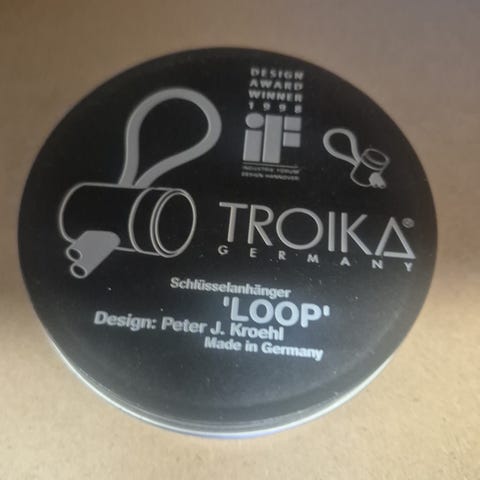 DESIGN
AWARD
WINNER
1998
iF
INDUSTRIE FORUM
DESIGN HANNOVER
TROIKA®
GERMANY
Schlüsselanhänger
'LOOP'
Design: Peter J. Kroehl
Made in Germany